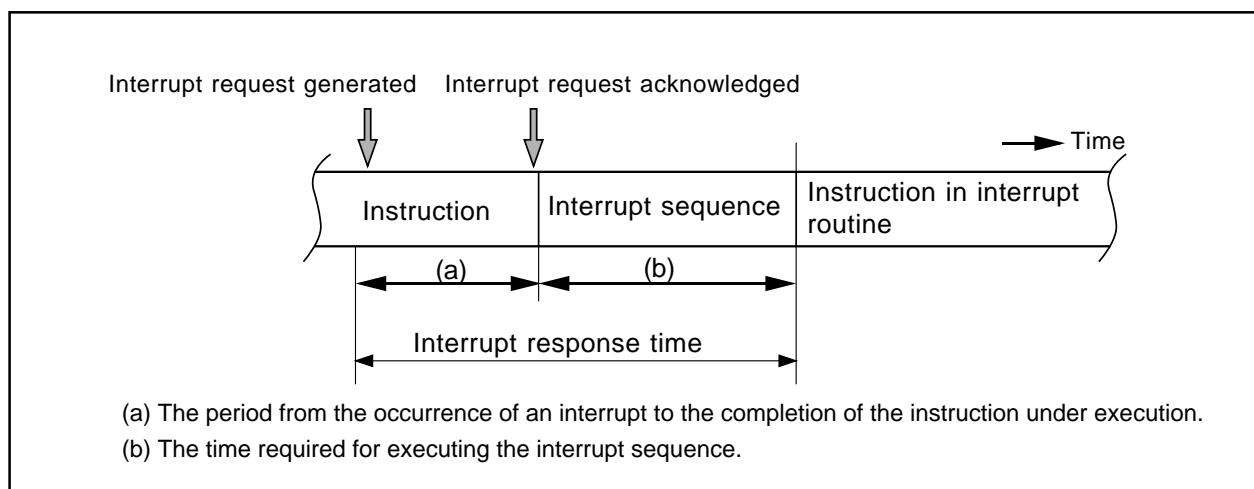 Interrupt request generated
Interrupt request acknowledged
Time
Instruction
Interrupt sequence
Instruction in interrupt
routine
(a)
(b)
Interrupt response time
(a) The period from the occurrence of an interrupt to the completion of the instruction under execution.
(b) The time required for executing the interrupt sequence.